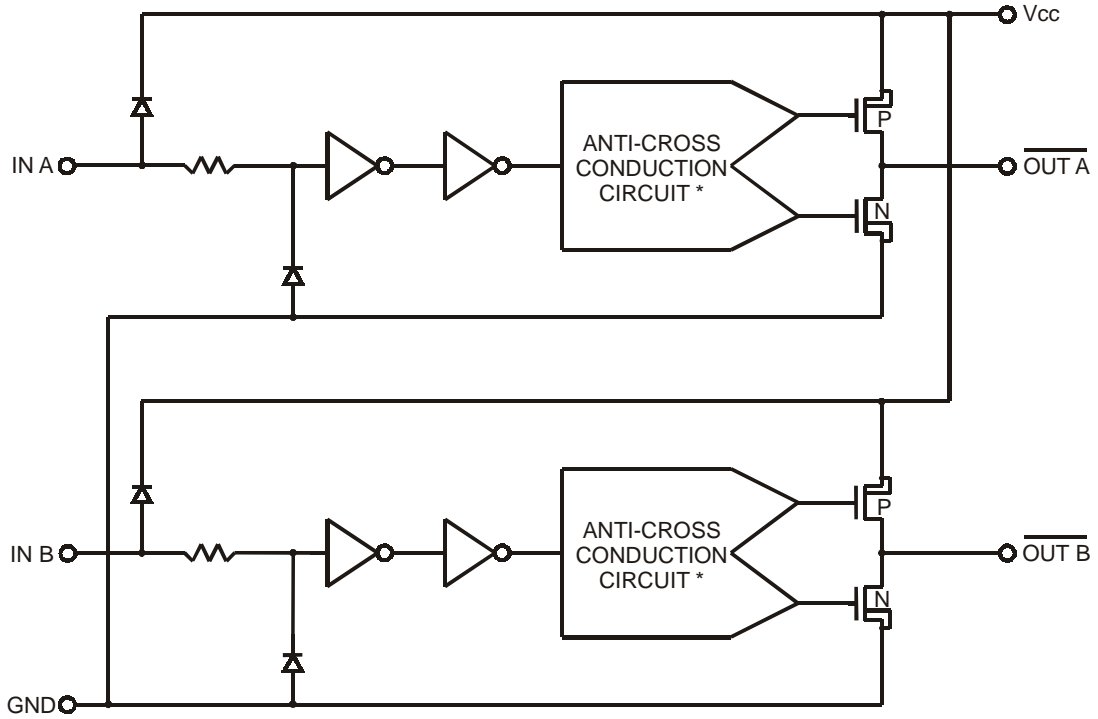 Vcc
IN A
ANTI-CROSS
CONDUCTION
CIRCUIT *
P
N
OUT A
IN B
ANTI-CROSS
CONDUCTION
CIRCUIT *
P
N
OUT B
GND